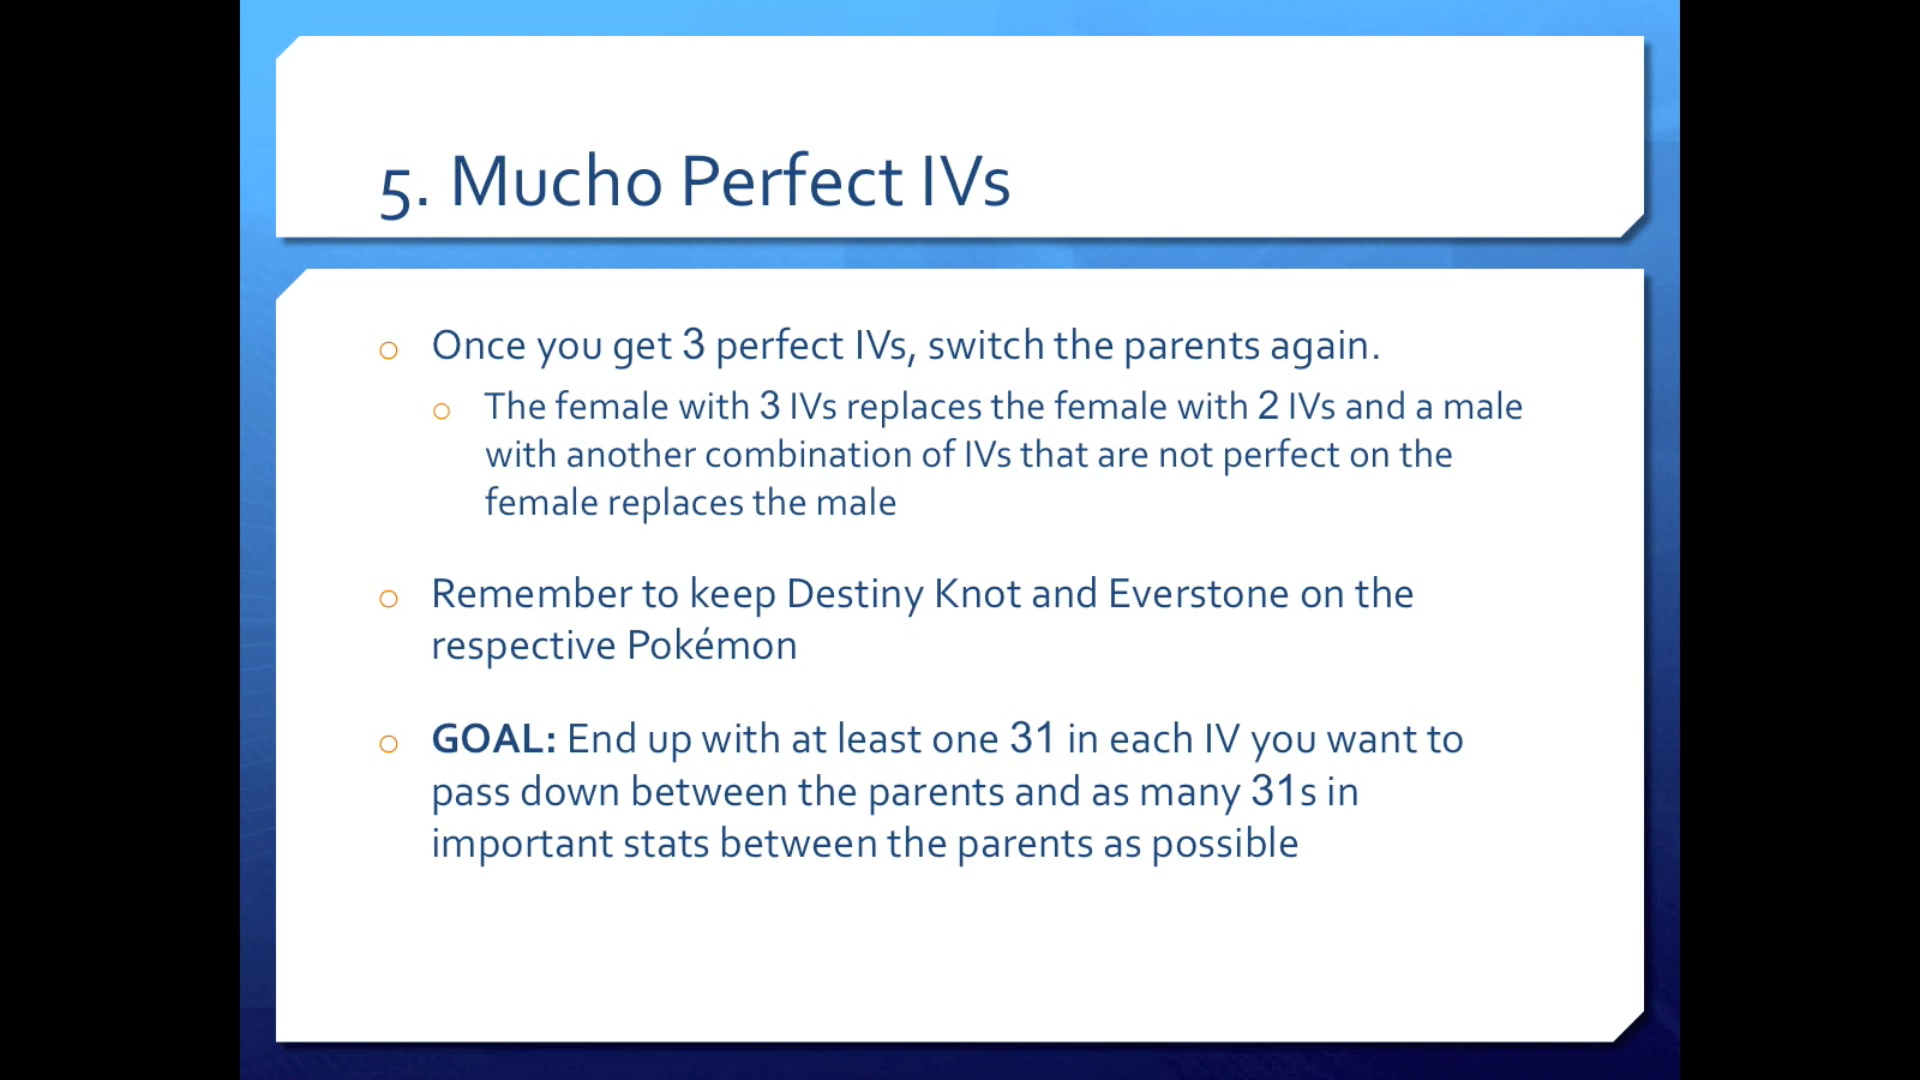 5. Mucho Perfect IVs
Once you get 3 perfect IVs, switch the parents again.
The female with 3 IVs replaces the female with 2 IVs and a male
with another combination of IVs that are not perfect on the
female replaces the male
Remember to keep Destiny Knot and Everstone on the
respective Pokémon
GOAL: End up with at least one 31 in each IV you want to
pass down between the parents and as many 31s in
important stats between the parents as possible